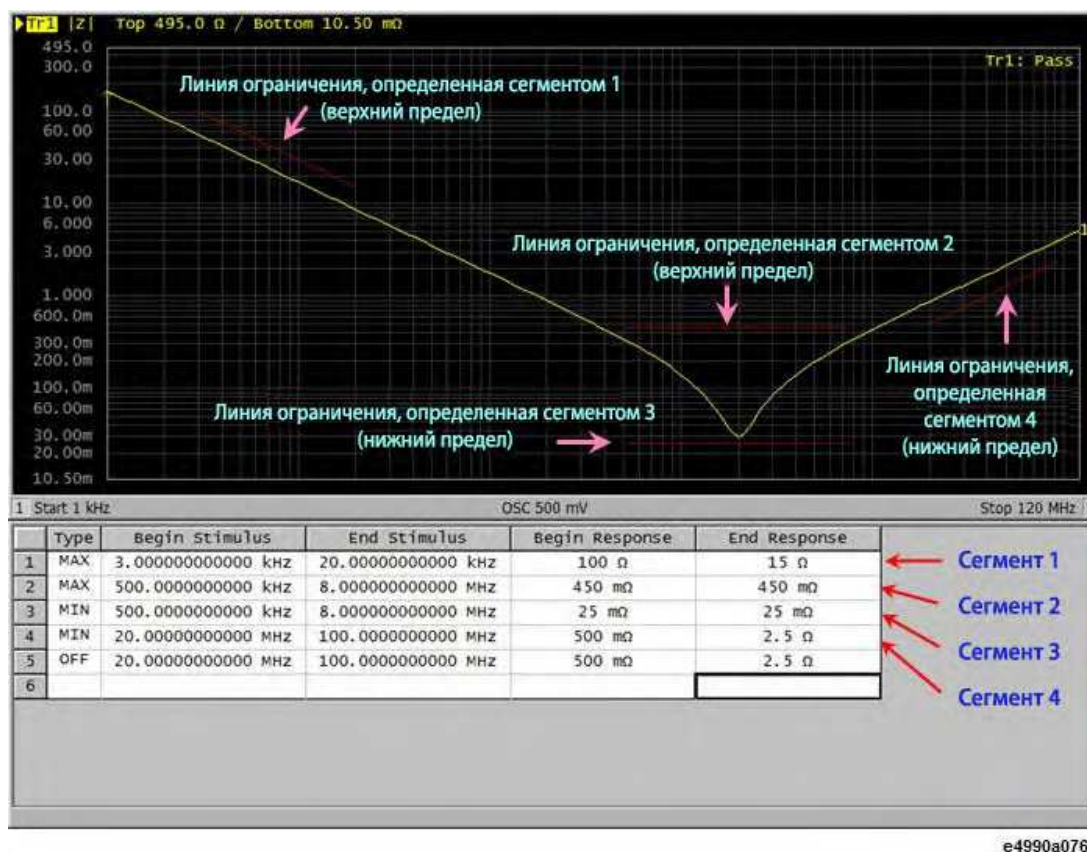 Tr1 |Z| Top 495.0 Ω / Bottom 10.50 mΩ
495.0
300.0
100.0
60.00
30.00
10.00
6.000
3.000
1.000
600.0m
300.0m
200.0m
100.0m
60.00m
30.00m
20.00m
10.50m
Tr1: Pass
Линия ограничения, определенная сегментом 1
(верхний предел)
Линия ограничения, определенная сегментом 2
(верхний предел)
1
Линия ограничения, определенная сегментом 3
(нижний предел)
Линия ограничения,
определенная
сегментом 4
(нижний предел)
1 Start 1 kHz OSC 500 mV Stop 120 MHz
Type Begin Stimulus End Stimulus Begin Response End Response
1 MAX 3.000000000000 kHz 20.00000000000 kHz 100 Ω 15 Ω
2 MAX 500.0000000000 kHz 8.000000000000 MHz 450 mΩ 450 mΩ
3 MIN 500.0000000000 kHz 8.000000000000 MHz 25 mΩ 25 mΩ
4 MIN 20.00000000000 MHz 100.0000000000 MHz 500 mΩ 2.5 Ω
5 OFF 20.00000000000 MHz 100.0000000000 MHz 500 mΩ 2.5 Ω
6
Сегмент 1
Сегмент 2
Сегмент 3
Сегмент 4
e4990a076